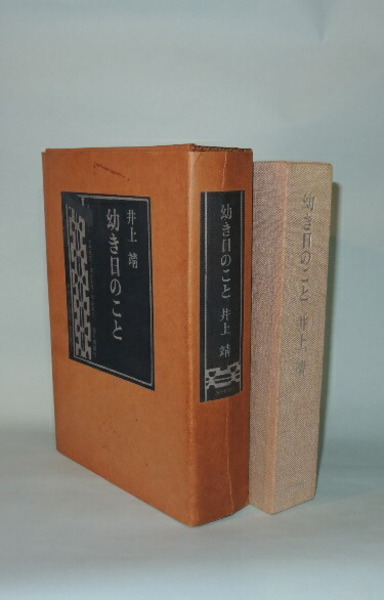 井上 靖
幼き日のこと
幼き日のこと 井上 靖
幼き日のこと 井上 靖